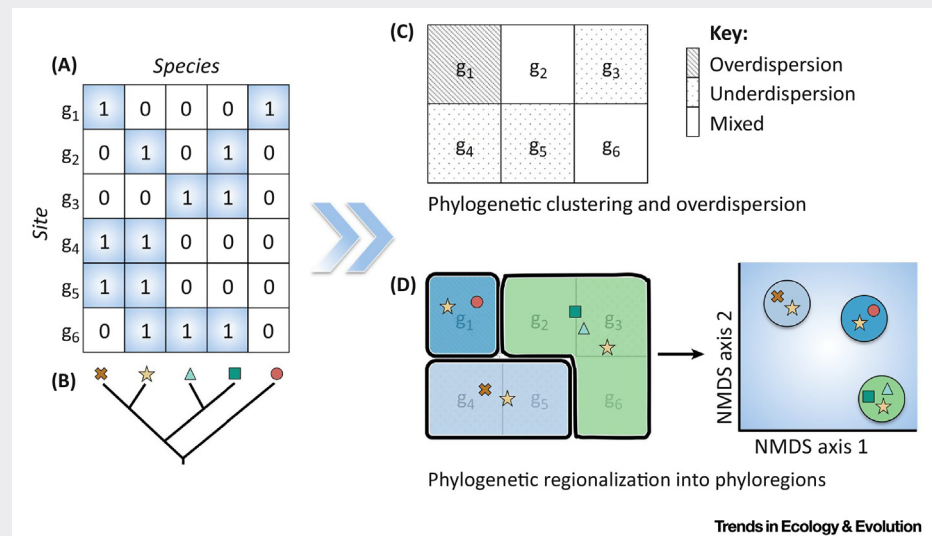 (A)
Species
Site
g1 1 0 0 0 1
g2 0 1 0 1 0
g3 0 0 1 1 0
g4 1 1 0 0 0
g5 1 1 0 0 0
g6 0 1 1 1 0
(B)
(C)
g1 g2 g3
g4 g5 g6
Key:
Overdispersion
Underdispersion
Mixed
Phylogenetic clustering and overdispersion
(D)
g1 g2 g3
g4 g5 g6
NMDS axis 2
NMDS axis 1
Phylogenetic regionalization into phyloregions
Trends in Ecology & Evolution